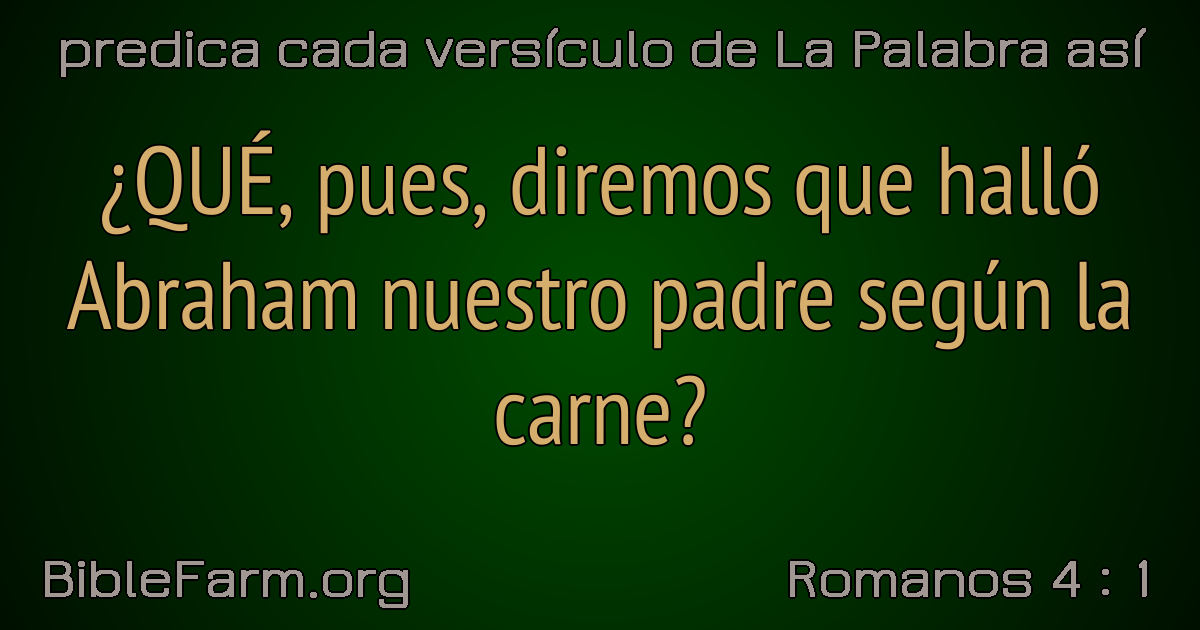 predica cada versículo de La Palabra así
¿QUÉ, pues, diremos que halló
Abraham nuestro padre según la
carne?
BibleFarm.org
Romanos 4 : 1